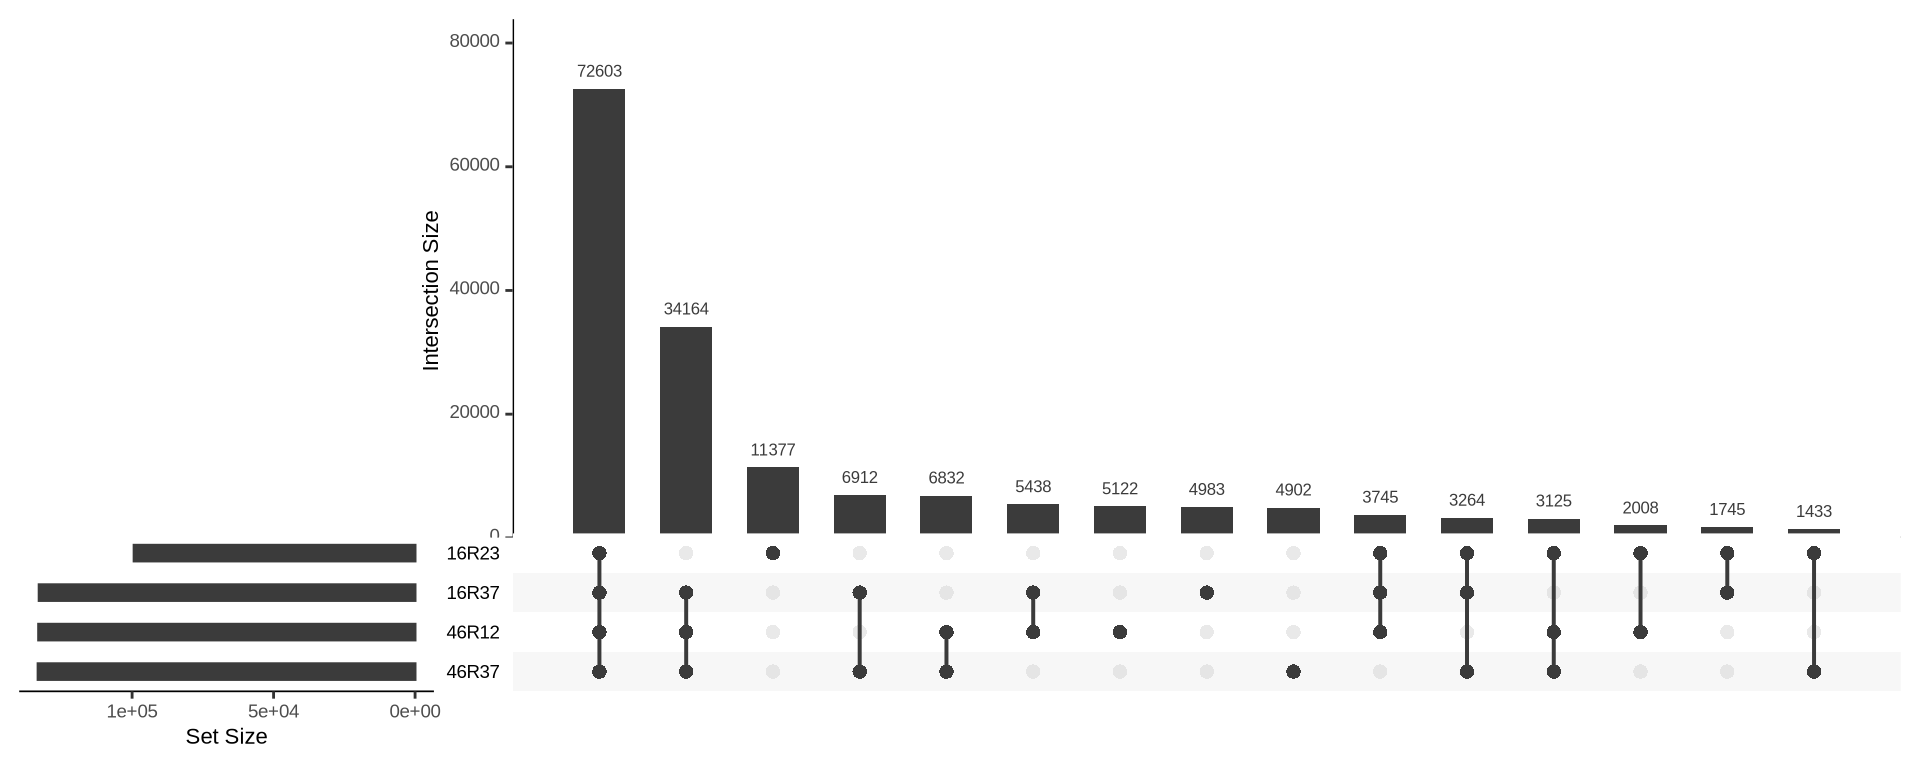 80000
60000
40000
20000
0
Intersection Size
72603
34164
11377
6912
6832
5438
5122
4983
4902
3745
3264
3125
2008
1745
1433
16R23
16R37
46R12
46R37
1e+05 5e+04 0e+00
Set Size